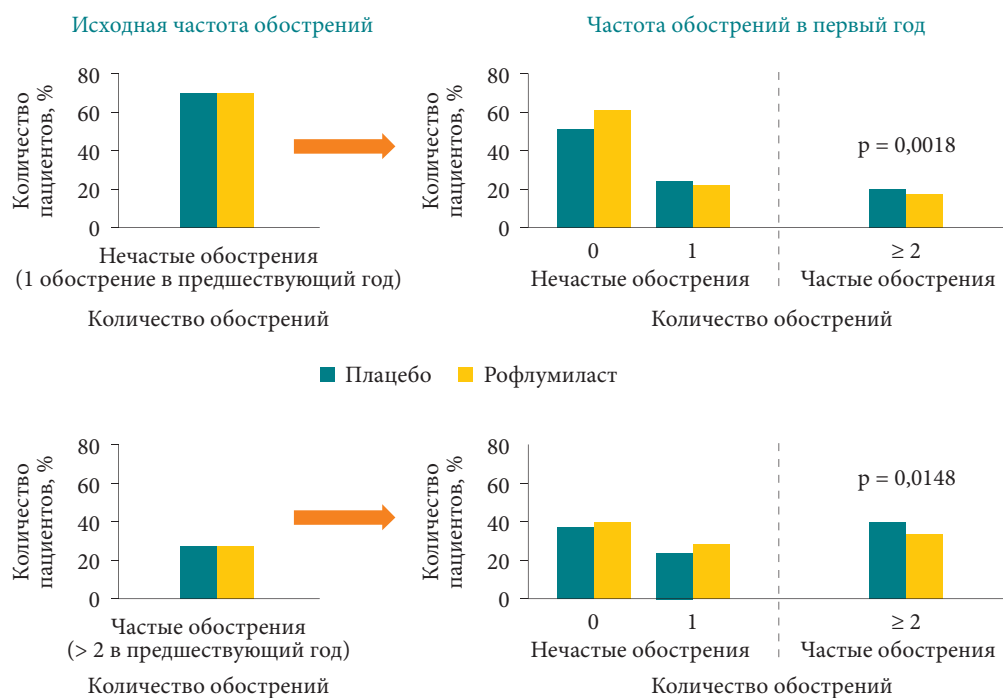 Исходная частота обострений
Количество
пациентов, %
80
60
40
20
0
Нечастые обострения
(1 обострение в предшествующий год)
Количество обострений
Частота обострений в первый год
Количество
пациентов, %
80
60
40
20
0
p = 0,0018
0
1
≥ 2
Нечастые обострения
Частые обострения
Количество обострений
Плацебо
Рофлумиласт
Количество
пациентов, %
80
60
40
20
0
Частые обострения
(> 2 в предшествующий год)
Количество обострений
Количество
пациентов, %
80
60
40
20
0
p = 0,0148
0
1
≥ 2
Нечастые обострения
Частые обострения
Количество обострений